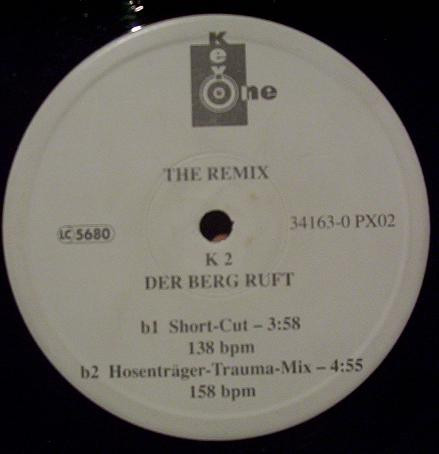 Key
One
THE REMIX
34163-0 PX02
LC 5680
K 2
DER BERG RUFT
b1 Short-Cut – 3:58
138 bpm
b2 Hosenträger-Trauma-Mix – 4:55
158 bpm